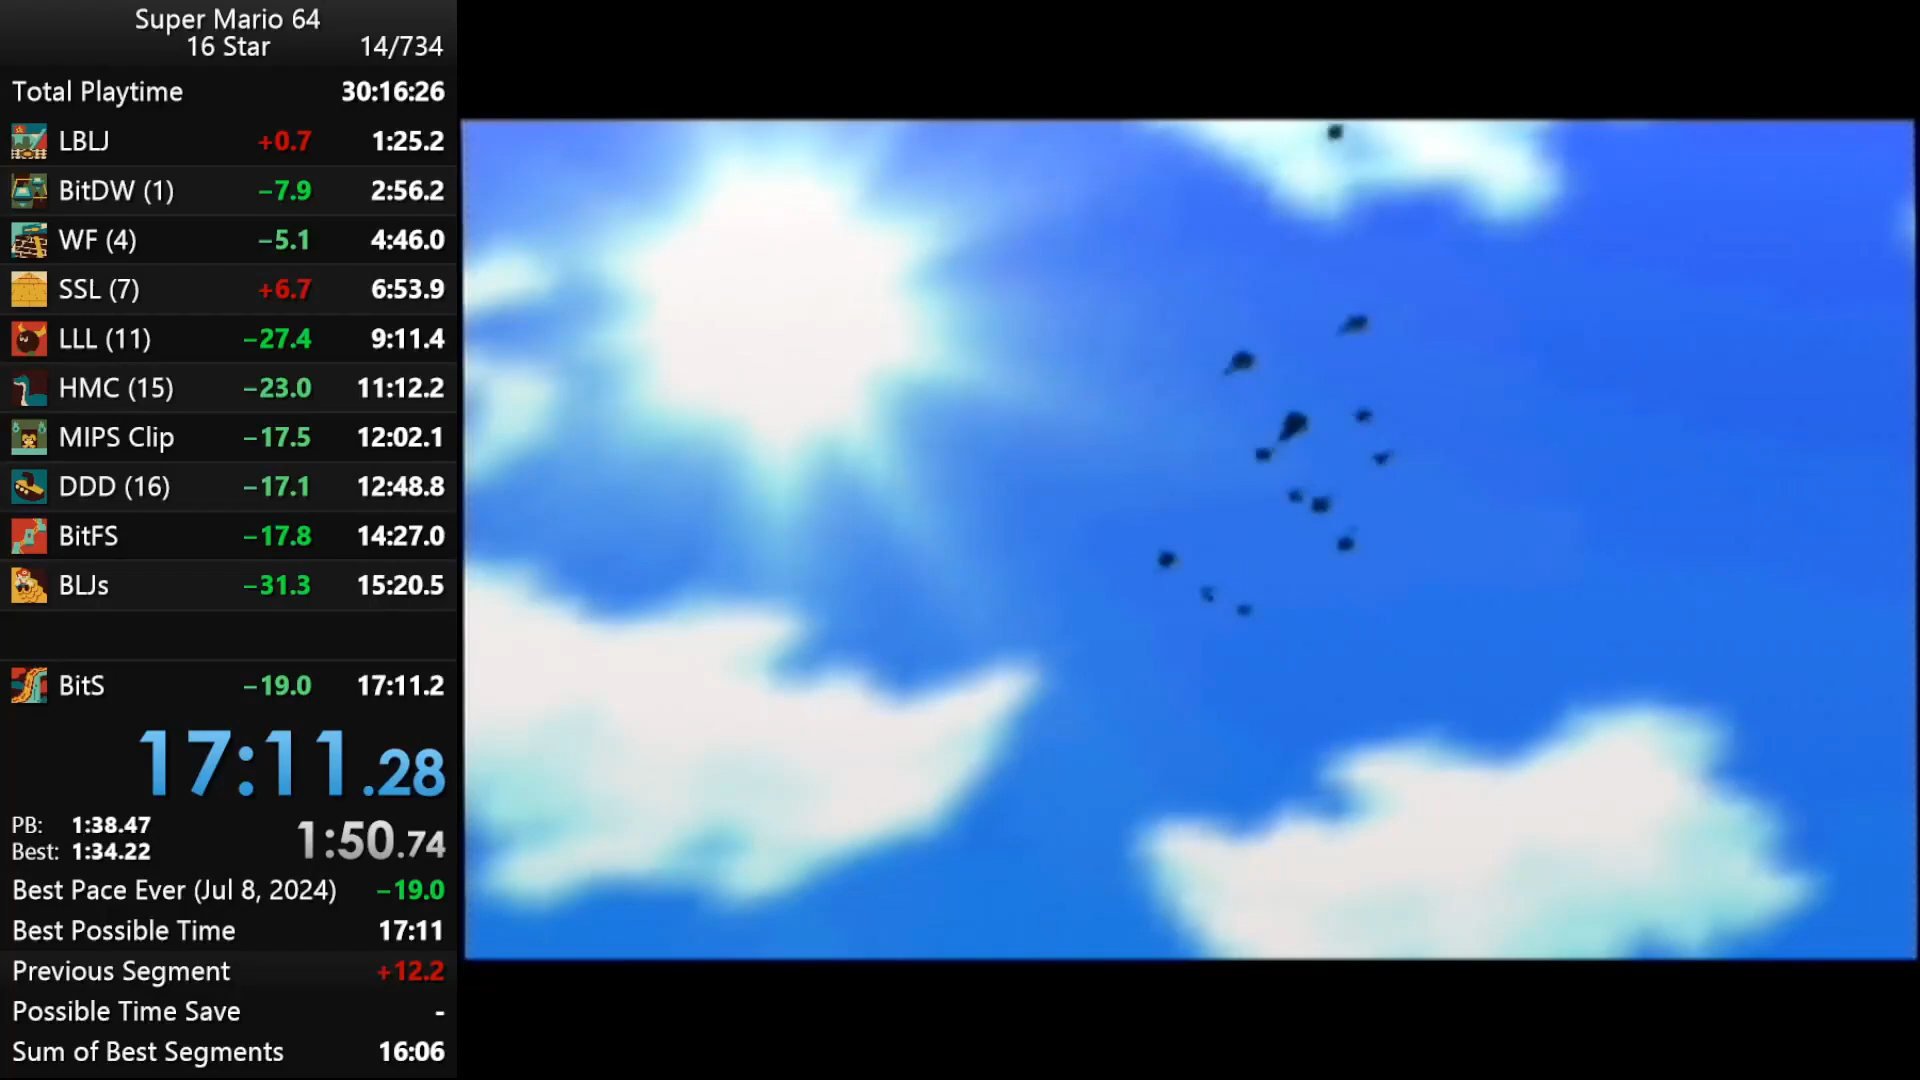 Super Mario 64
16 Star 14/734
Total Playtime 30:16:26
LBLJ +0.7 1:25.2
BitDW (1) −7.9 2:56.2
WF (4) −5.1 4:46.0
SSL (7) +6.7 6:53.9
LLL (11) −27.4 9:11.4
HMC (15) −23.0 11:12.2
MIPS Clip −17.5 12:02.1
DDD (16) −17.1 12:48.8
BitFS −17.8 14:27.0
BLJs −31.3 15:20.5
BitS −19.0 17:11.2
17:11.28
PB: 1:38.47
Best: 1:34.22
1:50.74
Best Pace Ever (Jul 8, 2024) −19.0
Best Possible Time 17:11
Previous Segment +12.2
Possible Time Save -
Sum of Best Segments 16:06